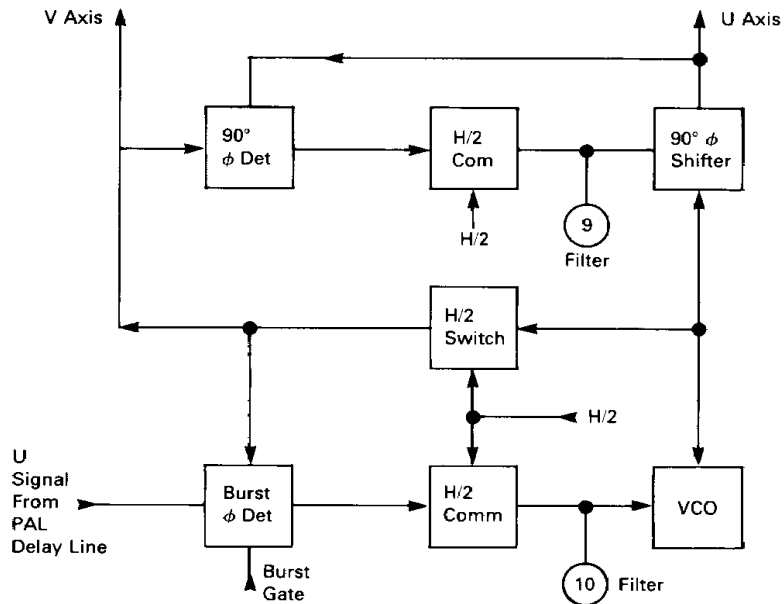 V Axis
U Axis
90°
ϕ Det
H/2
Com
90° ϕ
Shifter
H/2
9
Filter
H/2
Switch
H/2
U
Signal
From
PAL
Delay Line
Burst
ϕ Det
H/2
Comm
VCO
Burst
Gate
10
Filter